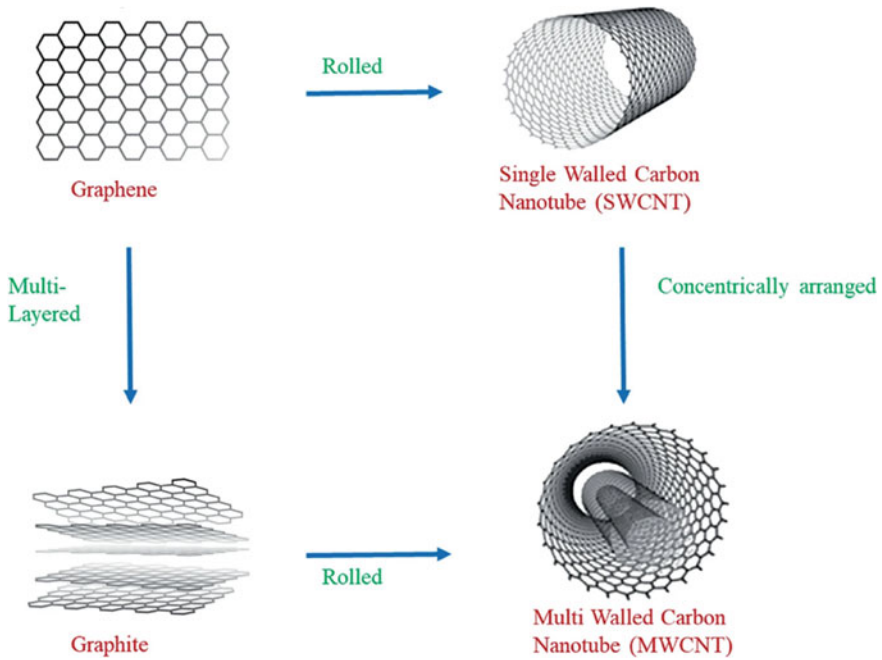 Rolled
Graphene
Single Walled Carbon
Nanotube (SWCNT)
Multi-
Layered
Concentrically arranged
Rolled
Graphite
Multi Walled Carbon
Nanotube (MWCNT)